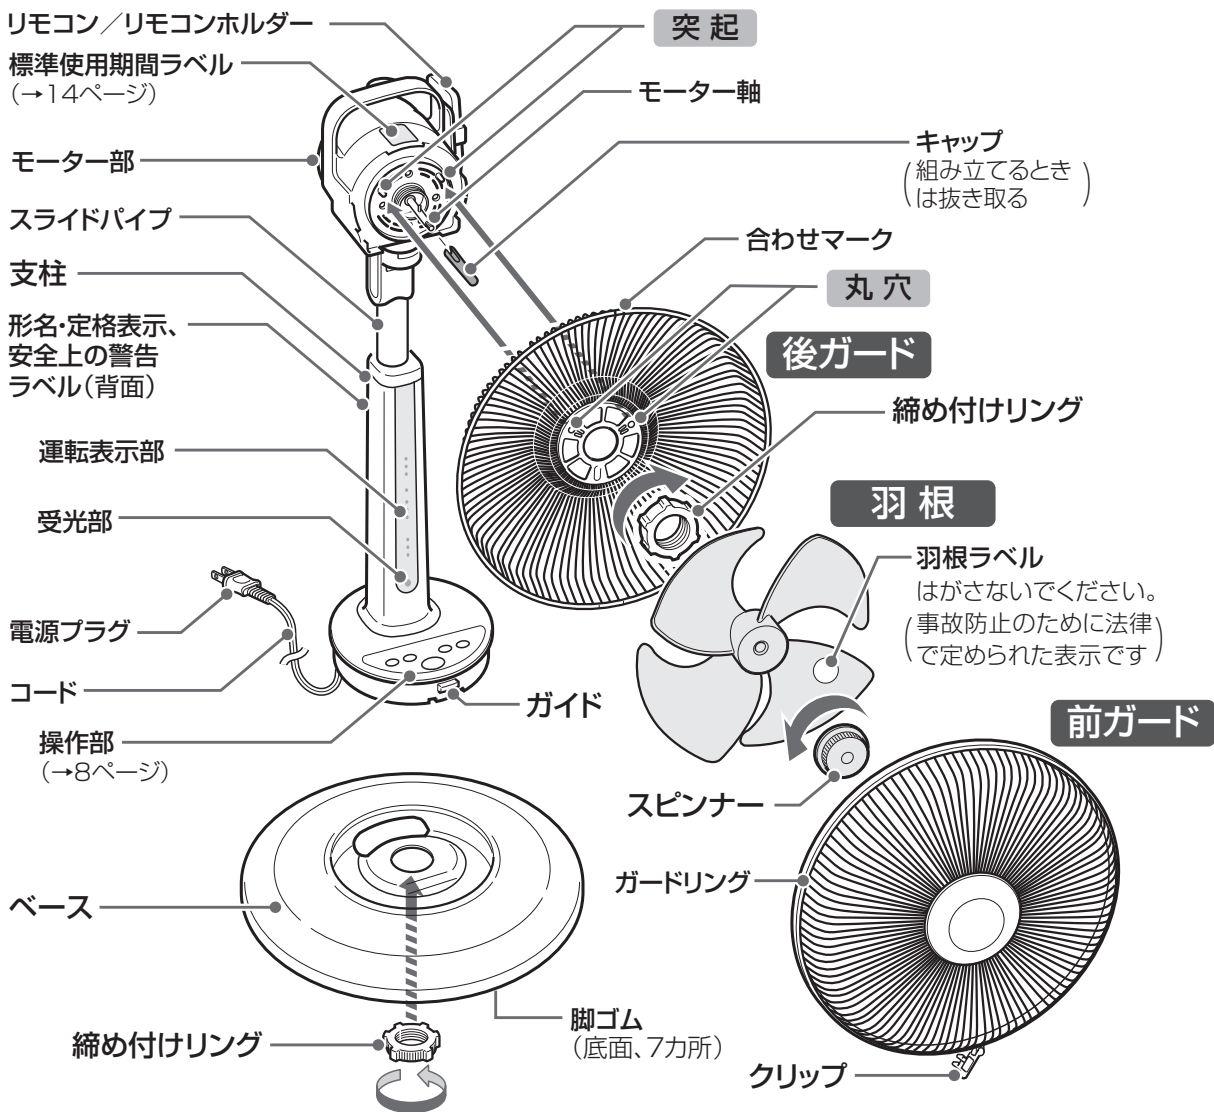 リモコン／リモコンホルダー
突 起
標準使用期間ラベル
（→14ページ）
モーター軸
キャップ
（組み立てるとき
は抜き取る）
モーター部
スライドパイプ
合わせマーク
支柱
丸 穴
形名・定格表示、
安全上の警告
ラベル（背面）
後ガード
締め付けリング
運転表示部
羽 根
受光部
羽根ラベル
はがさないでください。
（事故防止のために法律
で定められた表示です）
電源プラグ
コード
ガイド
前ガード
操作部
（→8ページ）
スピンナー
ガードリング
ベース
脚ゴム
（底面、7カ所）
締め付けリング
クリップ